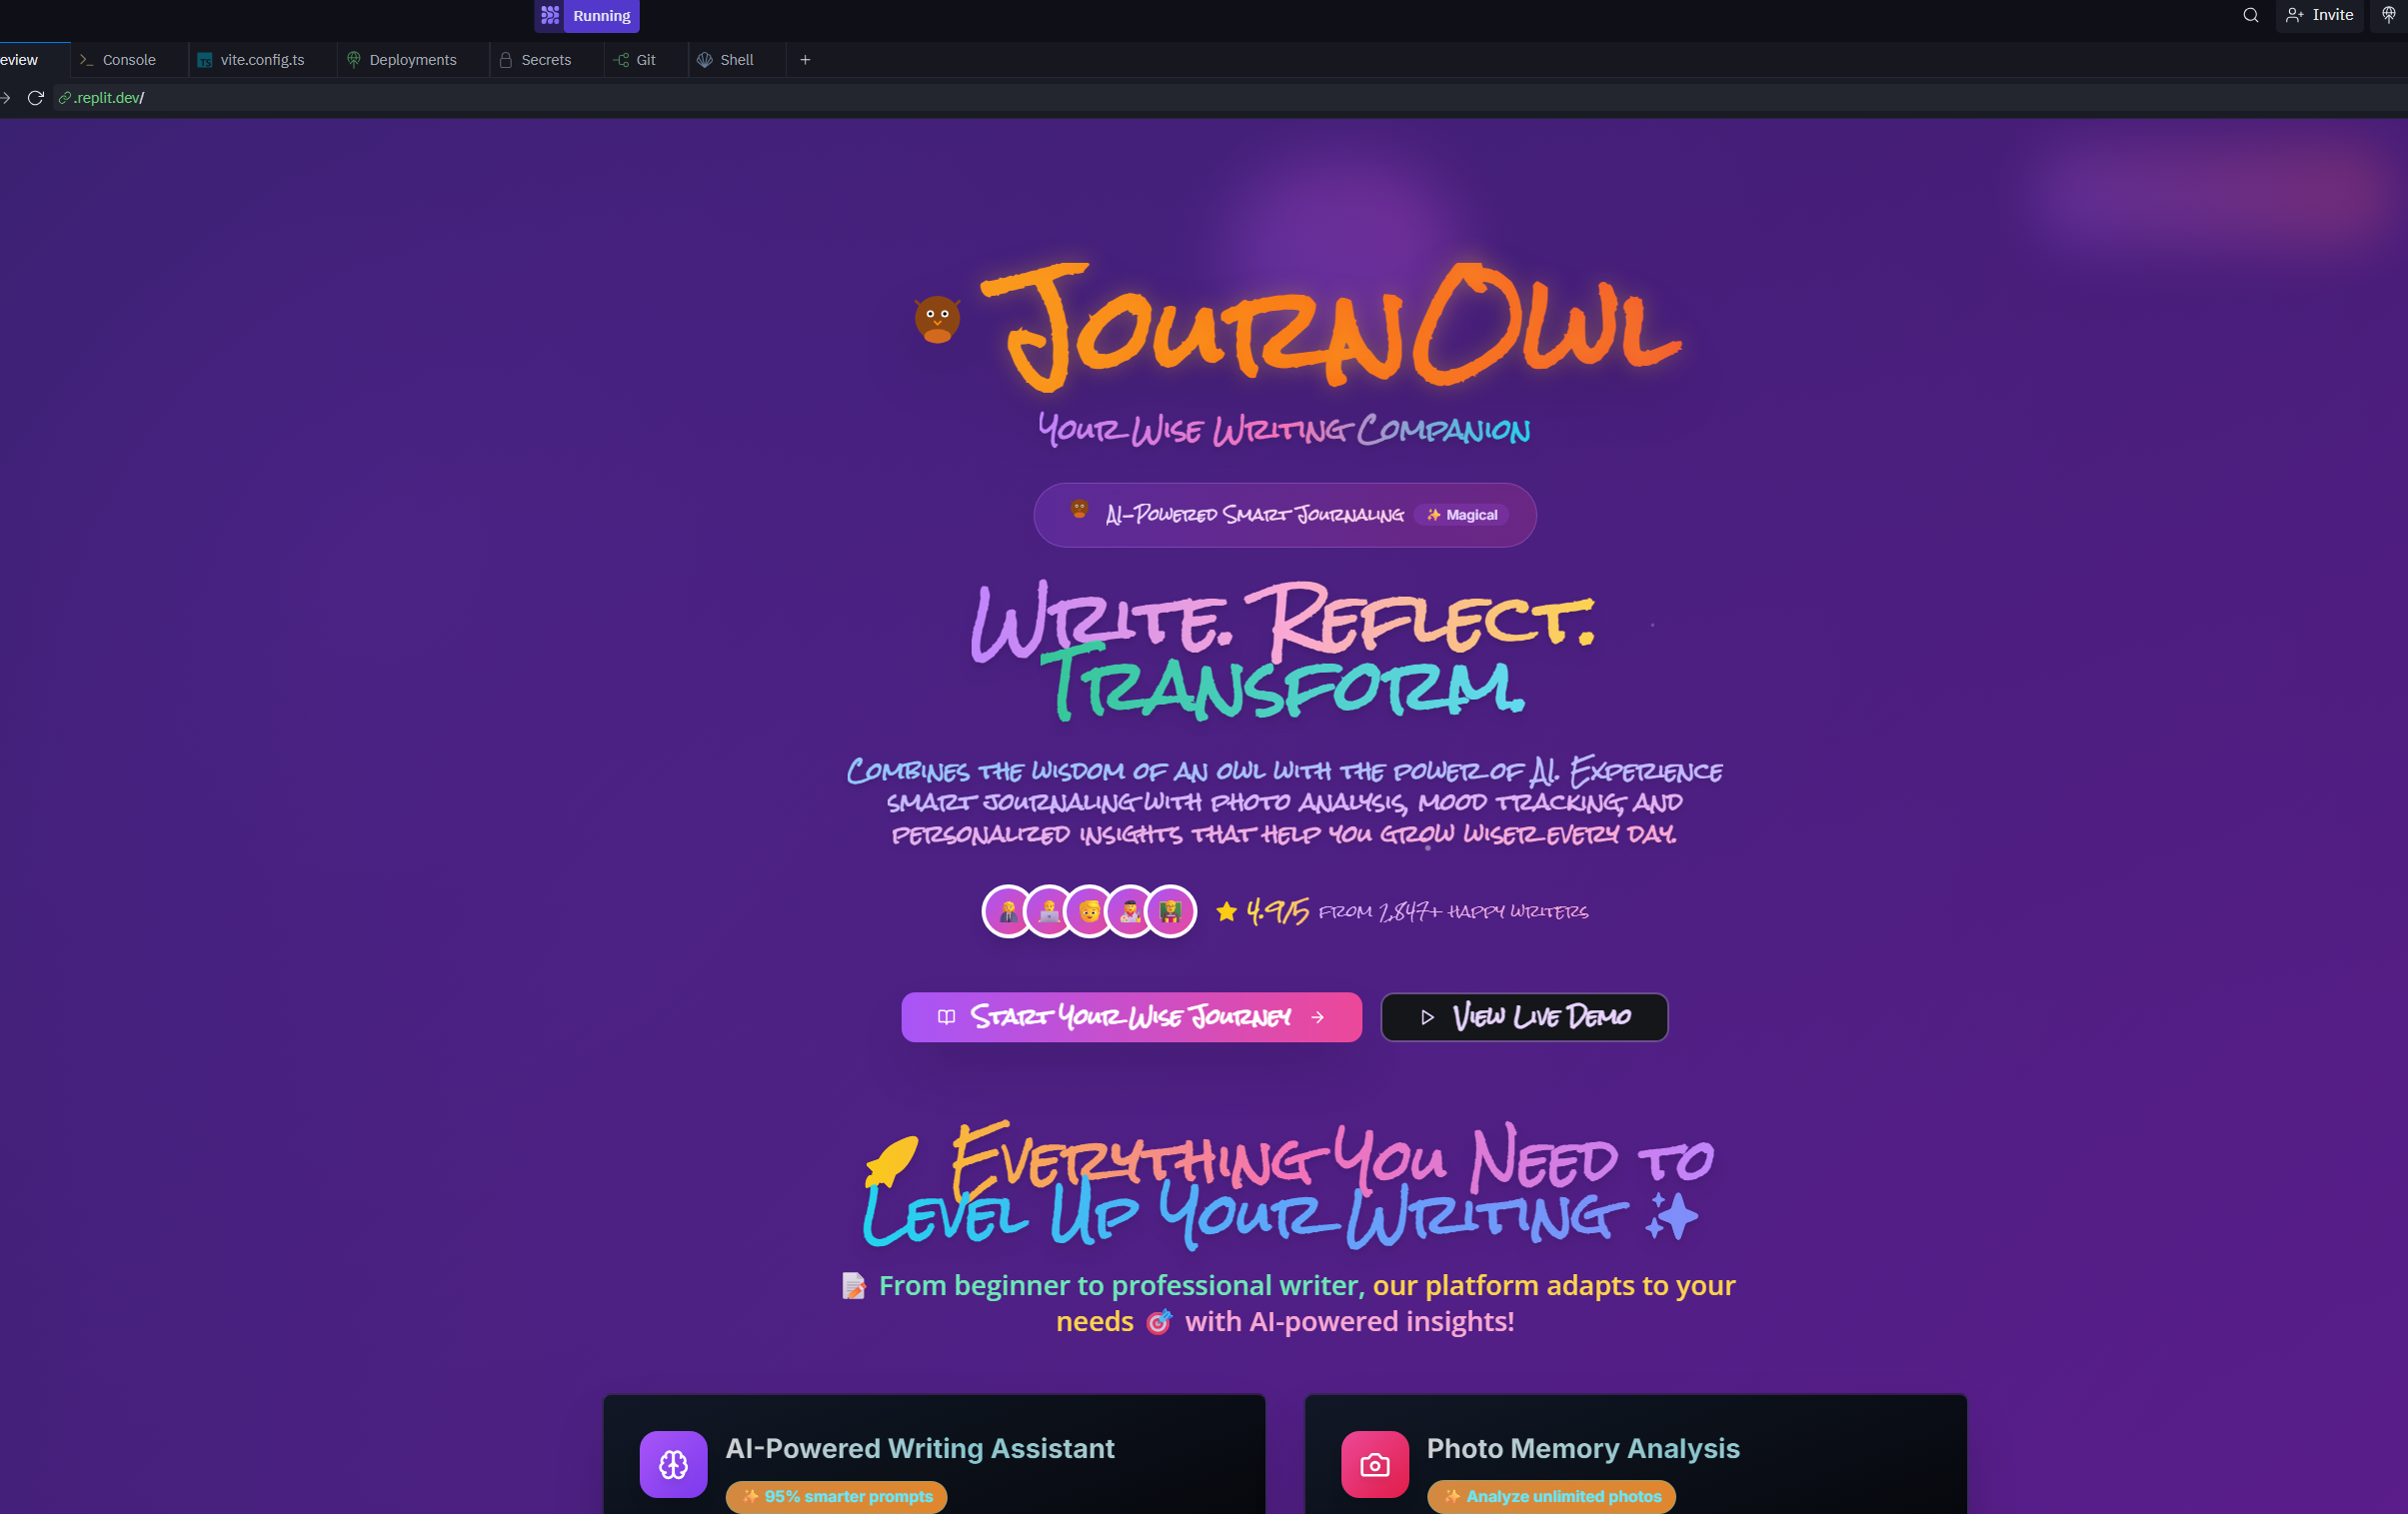 Running
Invite
eview
Console
TS
vite.config.ts
Deployments
Secrets
Git
Shell
+
.replit.dev/
JournOwl
Your Wise Writing Companion
AI-Powered Smart Journaling ✨ Magical
Write. Reflect.
Transform.
Combines the wisdom of an owl with the power of AI. Experience
smart journaling with photo analysis, mood tracking, and
personalized insights that help you grow wiser every day.
⭐ 4.9/5 from 2,847+ happy writers
Start Your Wise Journey →
View Live Demo
🚀 Everything You Need to
Level Up Your Writing ✨
📝 From beginner to professional writer, our platform adapts to your
needs 🎯 with AI-powered insights!
AI-Powered Writing Assistant
✨ 95% smarter prompts
Photo Memory Analysis
✨ Analyze unlimited photos